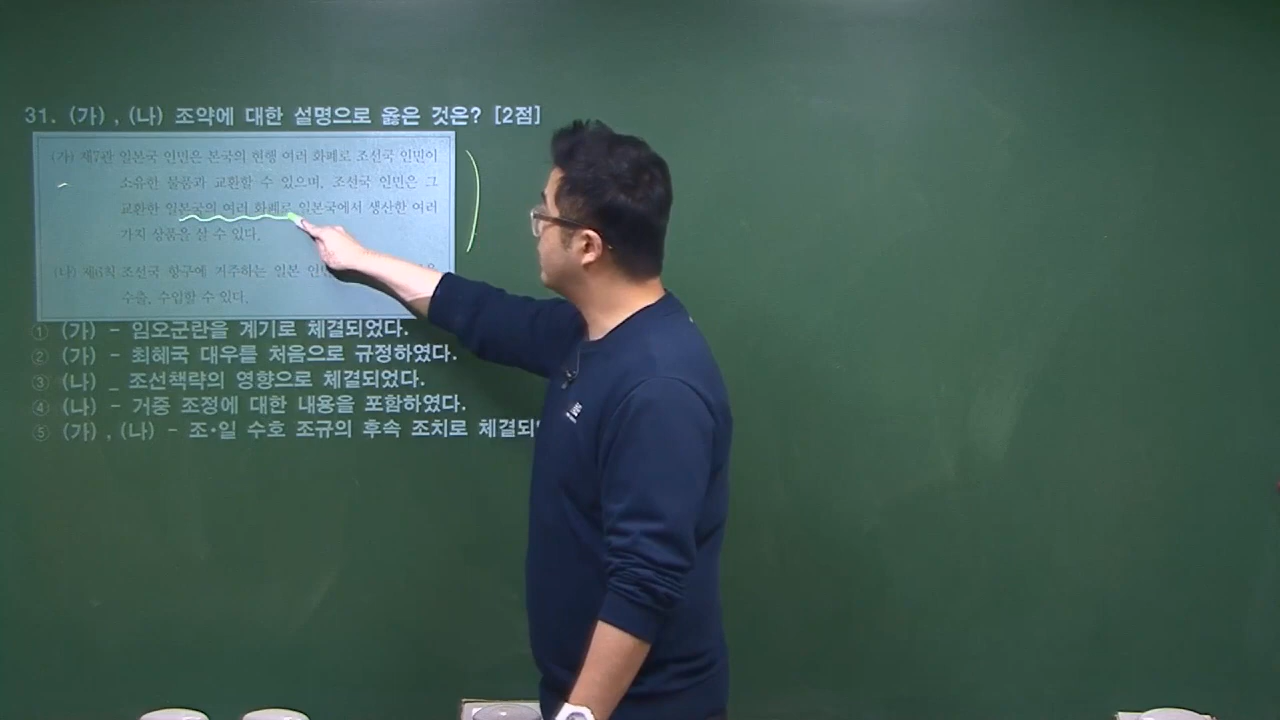 31. (가) , (나) 조약에 대한 설명으로 옳은 것은? [2점]
(가) 제7관 일본국 인민은 본국의 현행 여러 화폐로 조선국 인민이
소유한 물품과 교환할 수 있으며, 조선국 인민은 그
교환한 일본국의 여러 화폐로 일본국에서 생산한 여러
가지 상품을 살 수 있다.
(나) 제6칙 조선국 항구에 거주하는 일본
수출, 수입할 수 있다.
① (가) - 임오군란을 계기로 체결되었다.
② (가) - 최혜국 대우를 처음으로 규정하였다.
③ (나) _ 조선책략의 영향으로 체결되었다.
④ (나) - 거중 조정에 대한 내용을 포함하였다.
⑤ (가) , (나) - 조·일 수호 조규의 후속 조치로 체결되